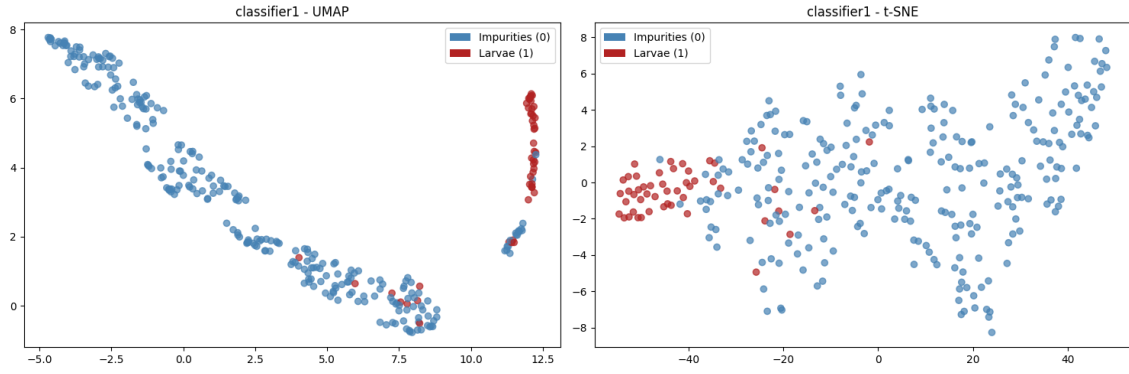 classifier1 - UMAP
Impurities (0)
Larvae (1)
8
6
4
2
0
−5.0 −2.5 0.0 2.5 5.0 7.5 10.0 12.5
classifier1 - t-SNE
Impurities (0)
Larvae (1)
8
6
4
2
0
−2
−4
−6
−8
−40 −20 0 20 40